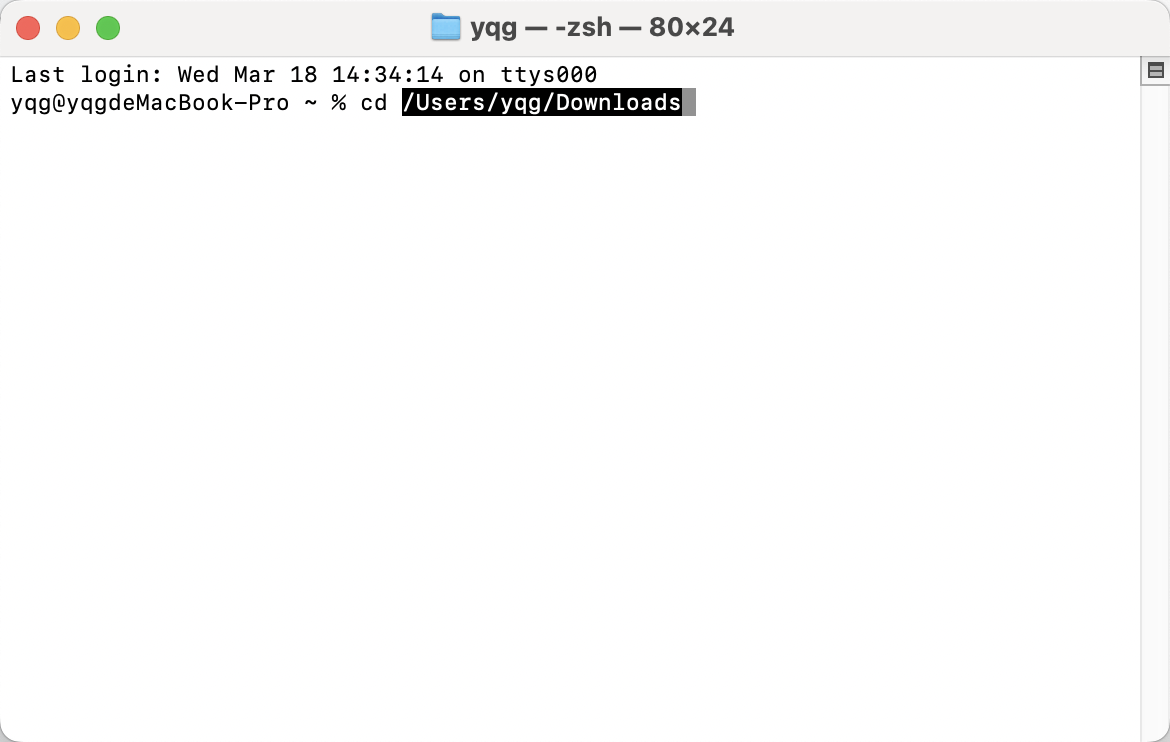 yqg — -zsh — 80×24
Last login: Wed Mar 18 14:34:14 on ttys000
yqg@yqgdeMacBook-Pro ~ % cd /Users/yqg/Downloads